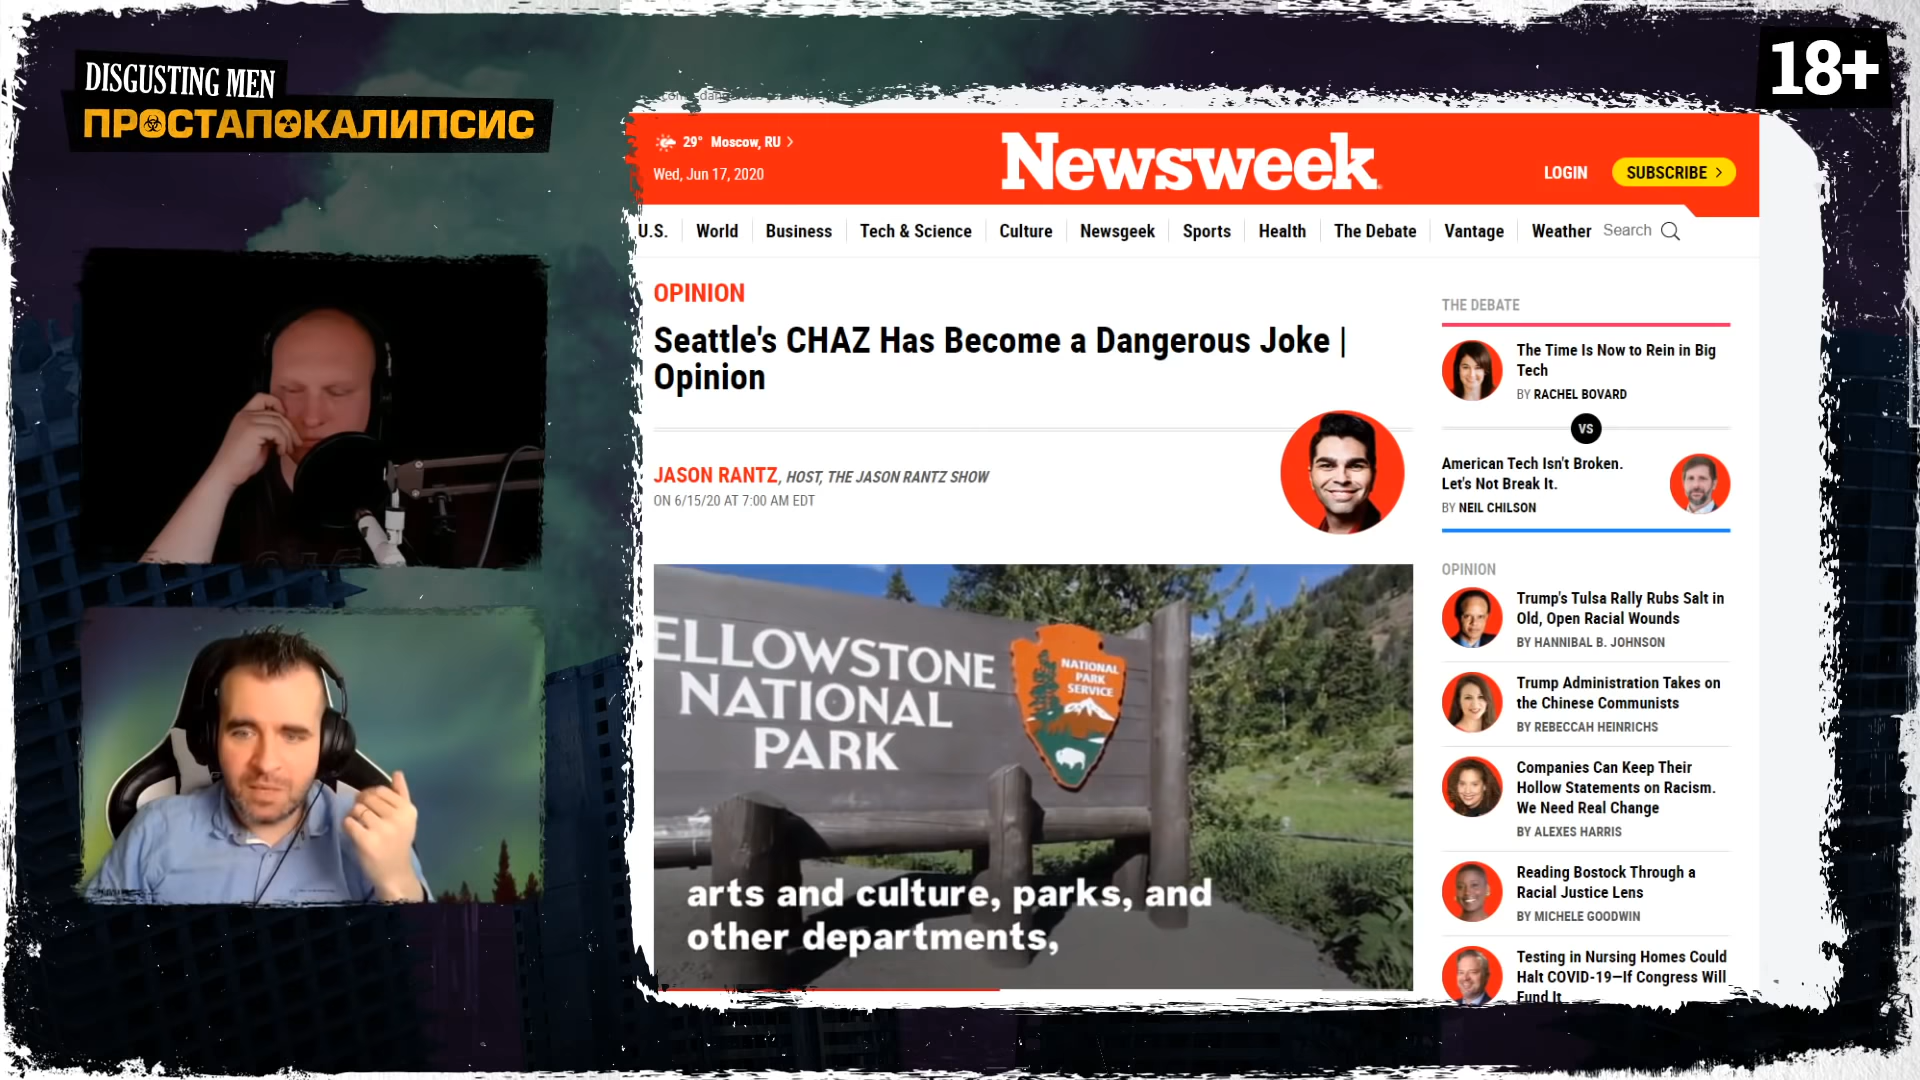 DISGUSTING MEN
ПРОСТАПОКАЛИПСИС
18+
29° Moscow, RU
Wed, Jun 17, 2020
Newsweek
LOGIN
SUBSCRIBE
U.S.
World
Business
Tech & Science
Culture
Newsgeek
Sports
Health
The Debate
Vantage
Weather
Search
OPINION
Seattle's CHAZ Has Become a Dangerous Joke |
Opinion
JASON RANTZ, HOST, THE JASON RANTZ SHOW
ON 6/15/20 AT 7:00 AM EDT
ELLOWSTONE
NATIONAL
PARK
NATIONAL
PARK
SERVICE
arts and culture, parks, and
other departments,
THE DEBATE
The Time Is Now to Rein in Big
Tech
BY RACHEL BOVARD
VS
American Tech Isn't Broken.
Let's Not Break It.
BY NEIL CHILSON
OPINION
Trump's Tulsa Rally Rubs Salt in
Old, Open Racial Wounds
BY HANNIBAL B. JOHNSON
Trump Administration Takes on
the Chinese Communists
BY REBECCAH HEINRICHS
Companies Can Keep Their
Hollow Statements on Racism.
We Need Real Change
BY ALEXES HARRIS
Reading Bostock Through a
Racial Justice Lens
BY MICHELE GOODWIN
Testing in Nursing Homes Could
Halt COVID-19—If Congress Will
Fund It